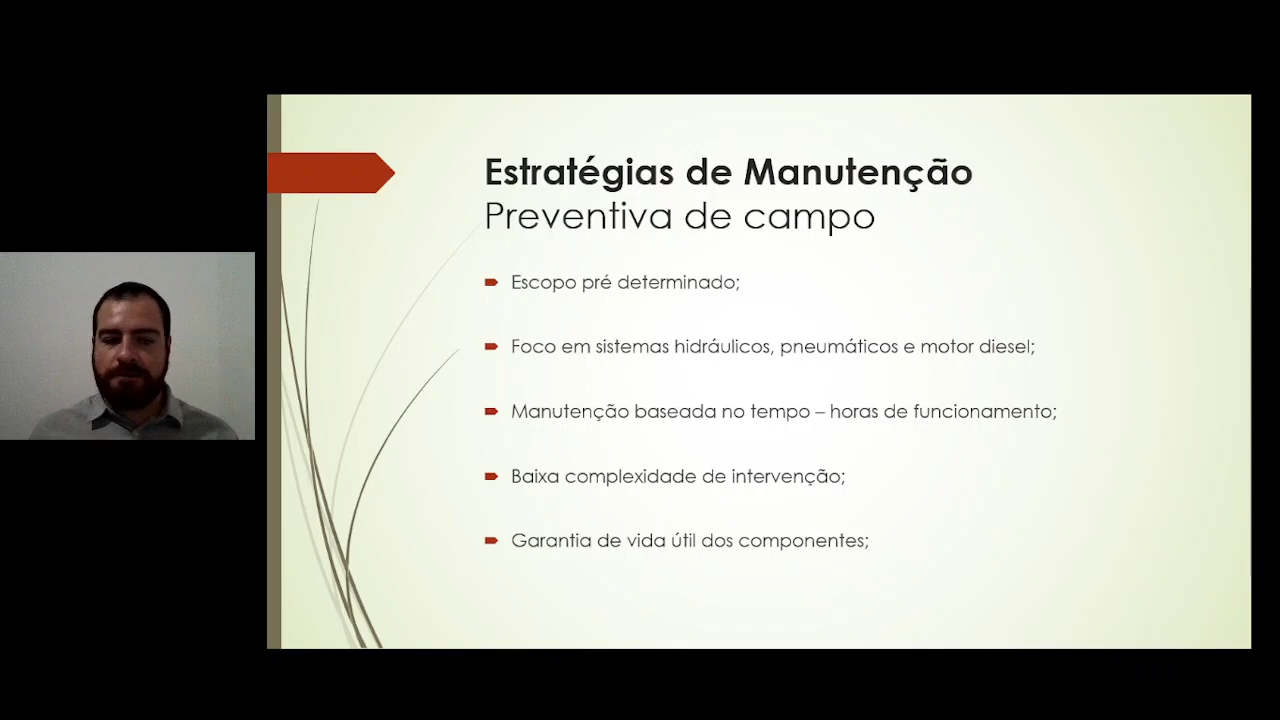 Estratégias de Manutenção
Preventiva de campo
Escopo pré determinado;
Foco em sistemas hidráulicos, pneumáticos e motor diesel;
Manutenção baseada no tempo – horas de funcionamento;
Baixa complexidade de intervenção;
Garantia de vida útil dos componentes;